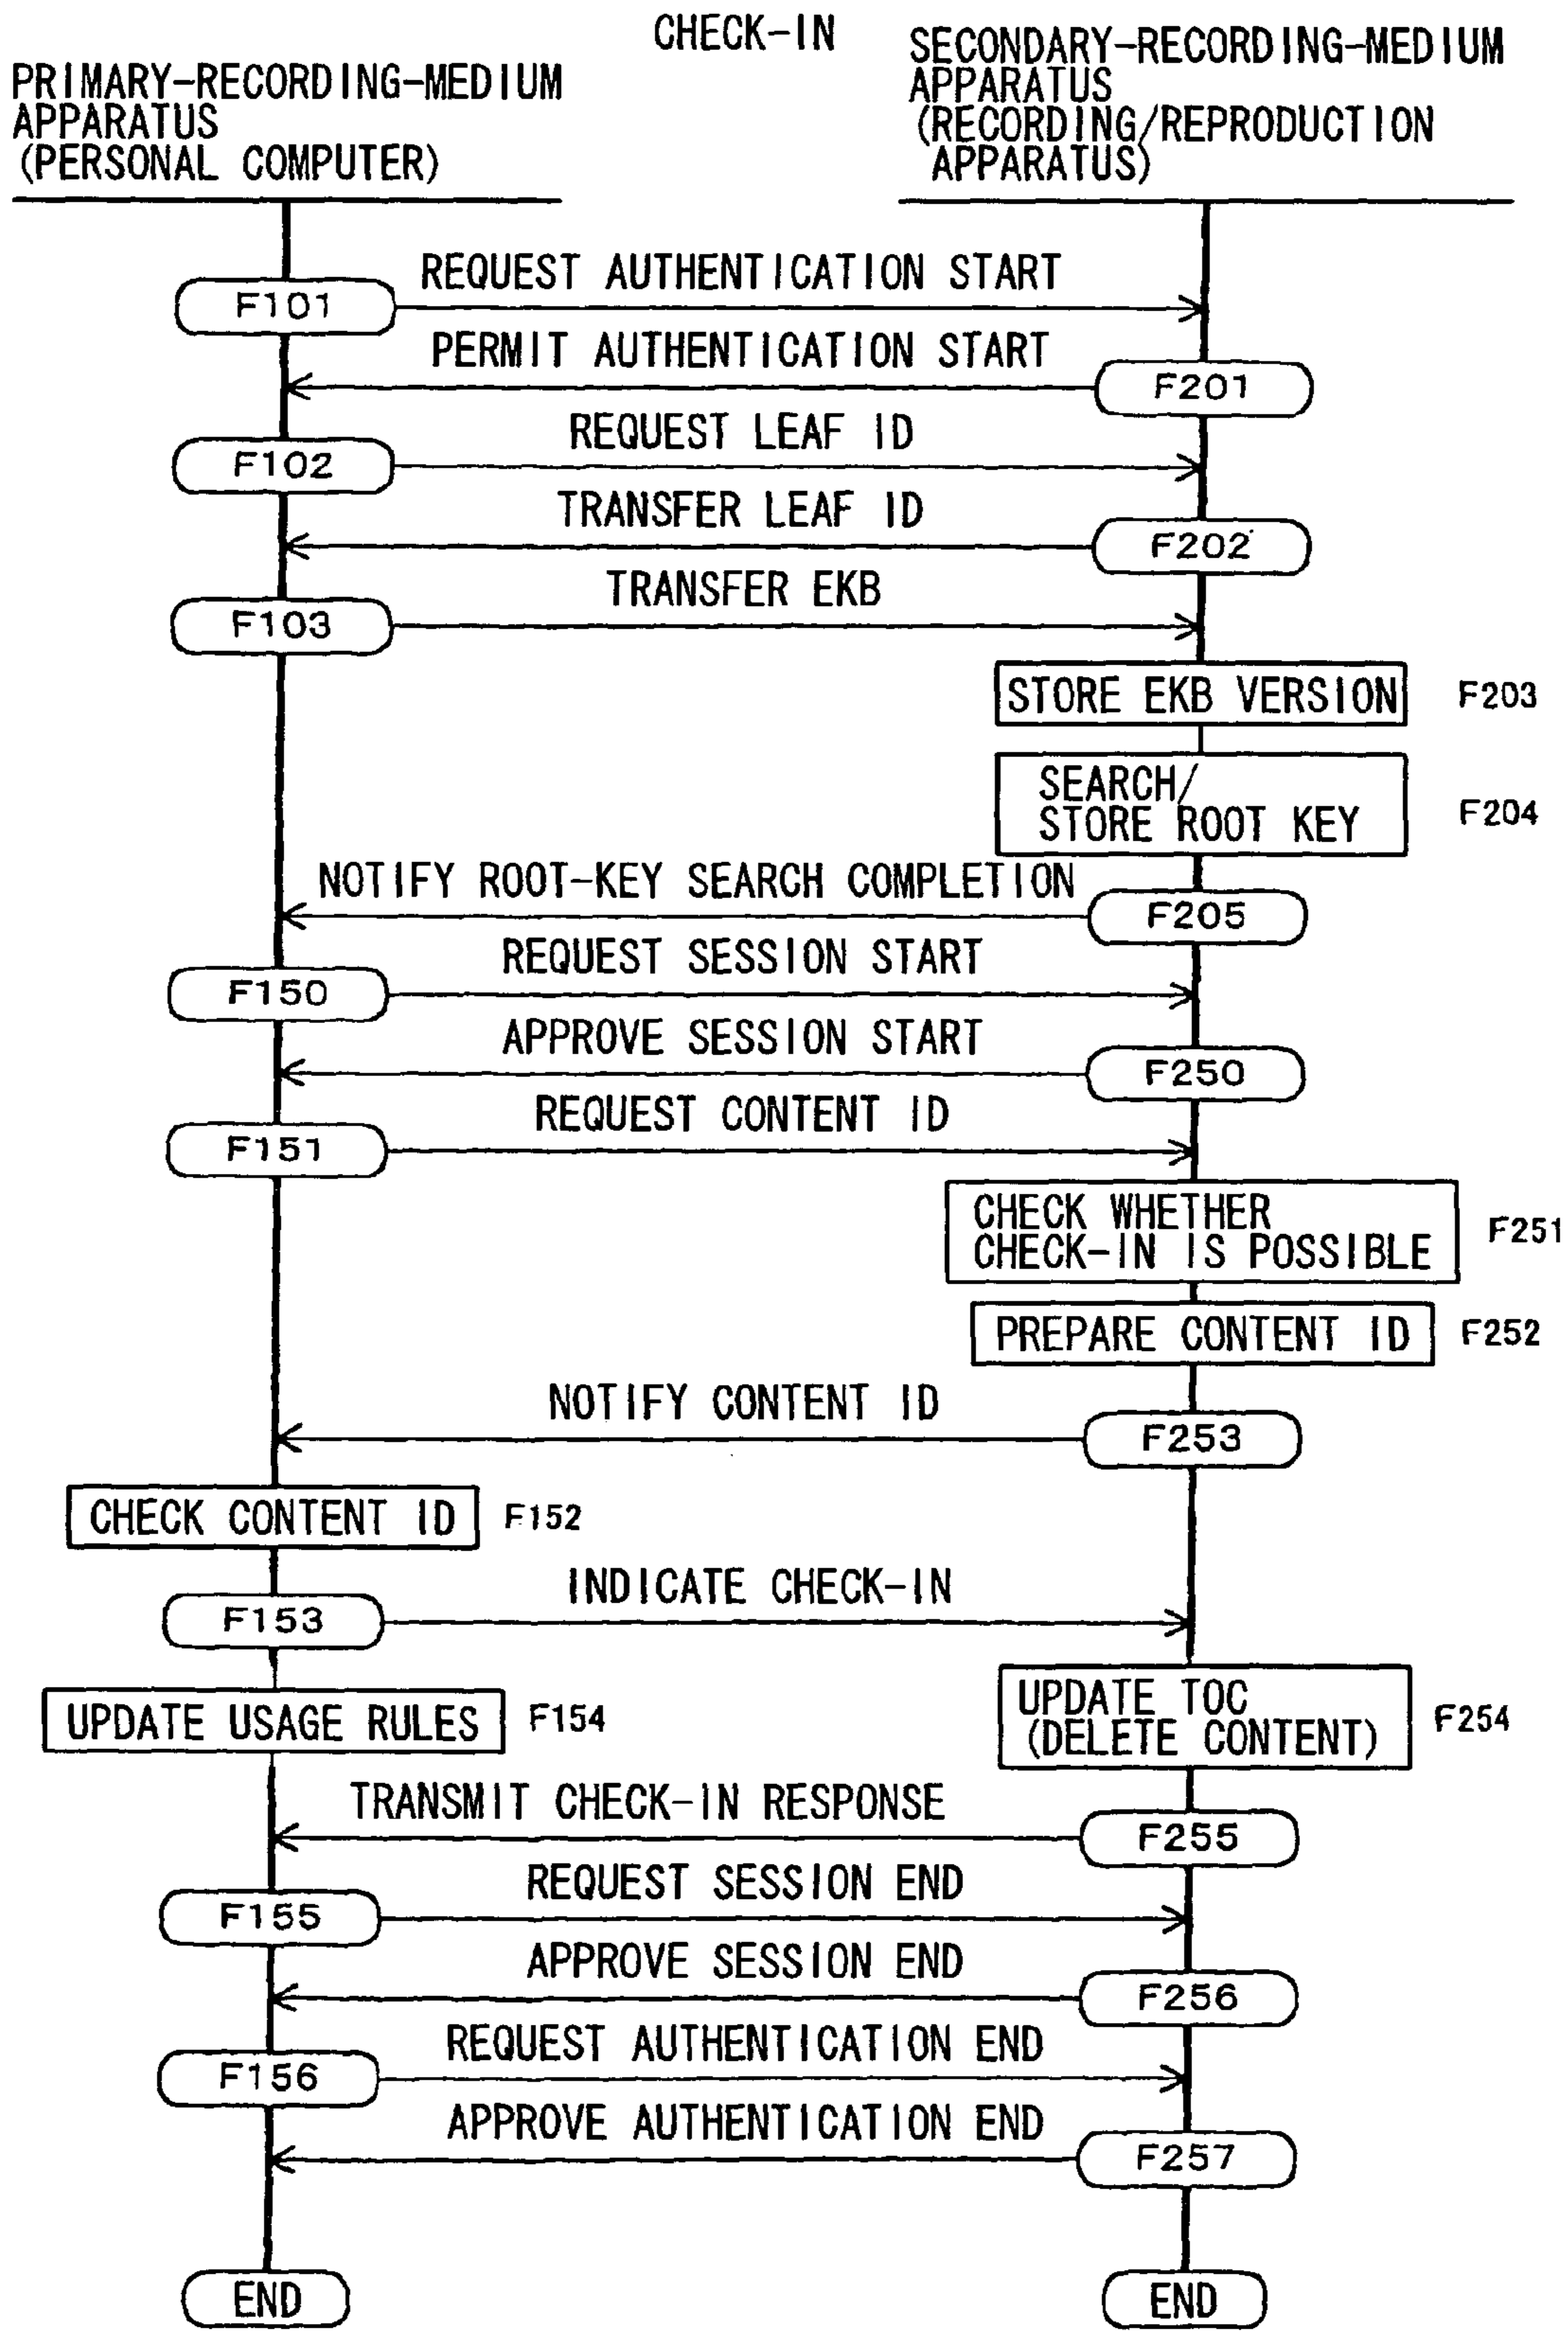 CHECK-IN
PRIMARY-RECORDING-MEDIUM
APPARATUS
(PERSONAL COMPUTER)
SECONDARY-RECORDING-MEDIUM
APPARATUS
(RECORDING/REPRODUCTION
APPARATUS)
REQUEST AUTHENTICATION START
F101
PERMIT AUTHENTICATION START
F201
REQUEST LEAF ID
F102
TRANSFER LEAF ID
F202
TRANSFER EKB
F103
STORE EKB VERSION
F203
SEARCH/
STORE ROOT KEY
F204
NOTIFY ROOT-KEY SEARCH COMPLETION
F205
REQUEST SESSION START
F150
APPROVE SESSION START
F250
REQUEST CONTENT ID
F151
CHECK WHETHER
CHECK-IN IS POSSIBLE
F251
PREPARE CONTENT ID
F252
NOTIFY CONTENT ID
F253
CHECK CONTENT ID
F152
INDICATE CHECK-IN
F153
UPDATE USAGE RULES
F154
UPDATE TOC
(DELETE CONTENT)
F254
TRANSMIT CHECK-IN RESPONSE
F255
REQUEST SESSION END
F155
APPROVE SESSION END
F256
REQUEST AUTHENTICATION END
F156
APPROVE AUTHENTICATION END
F257
END
END